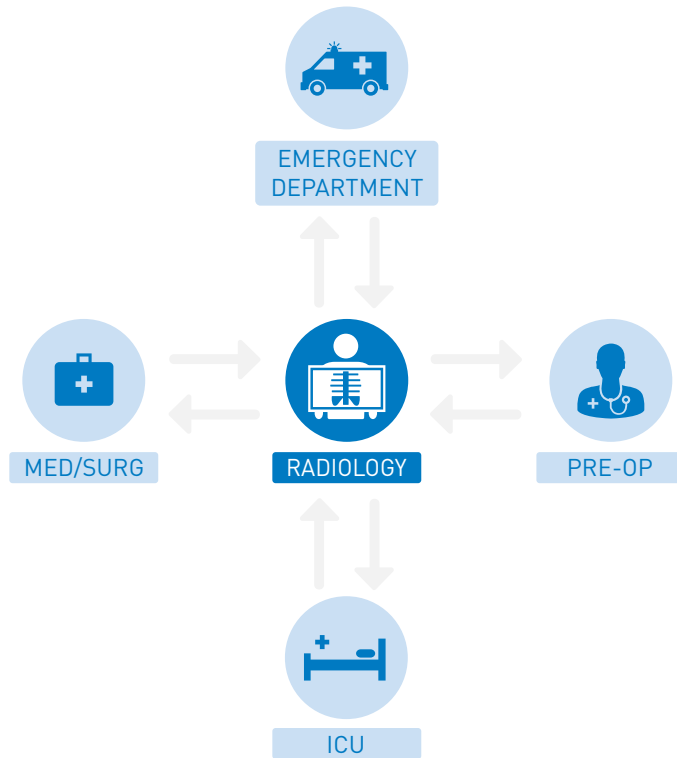 EMERGENCY
DEPARTMENT
MED/SURG
RADIOLOGY
PRE-OP
ICU